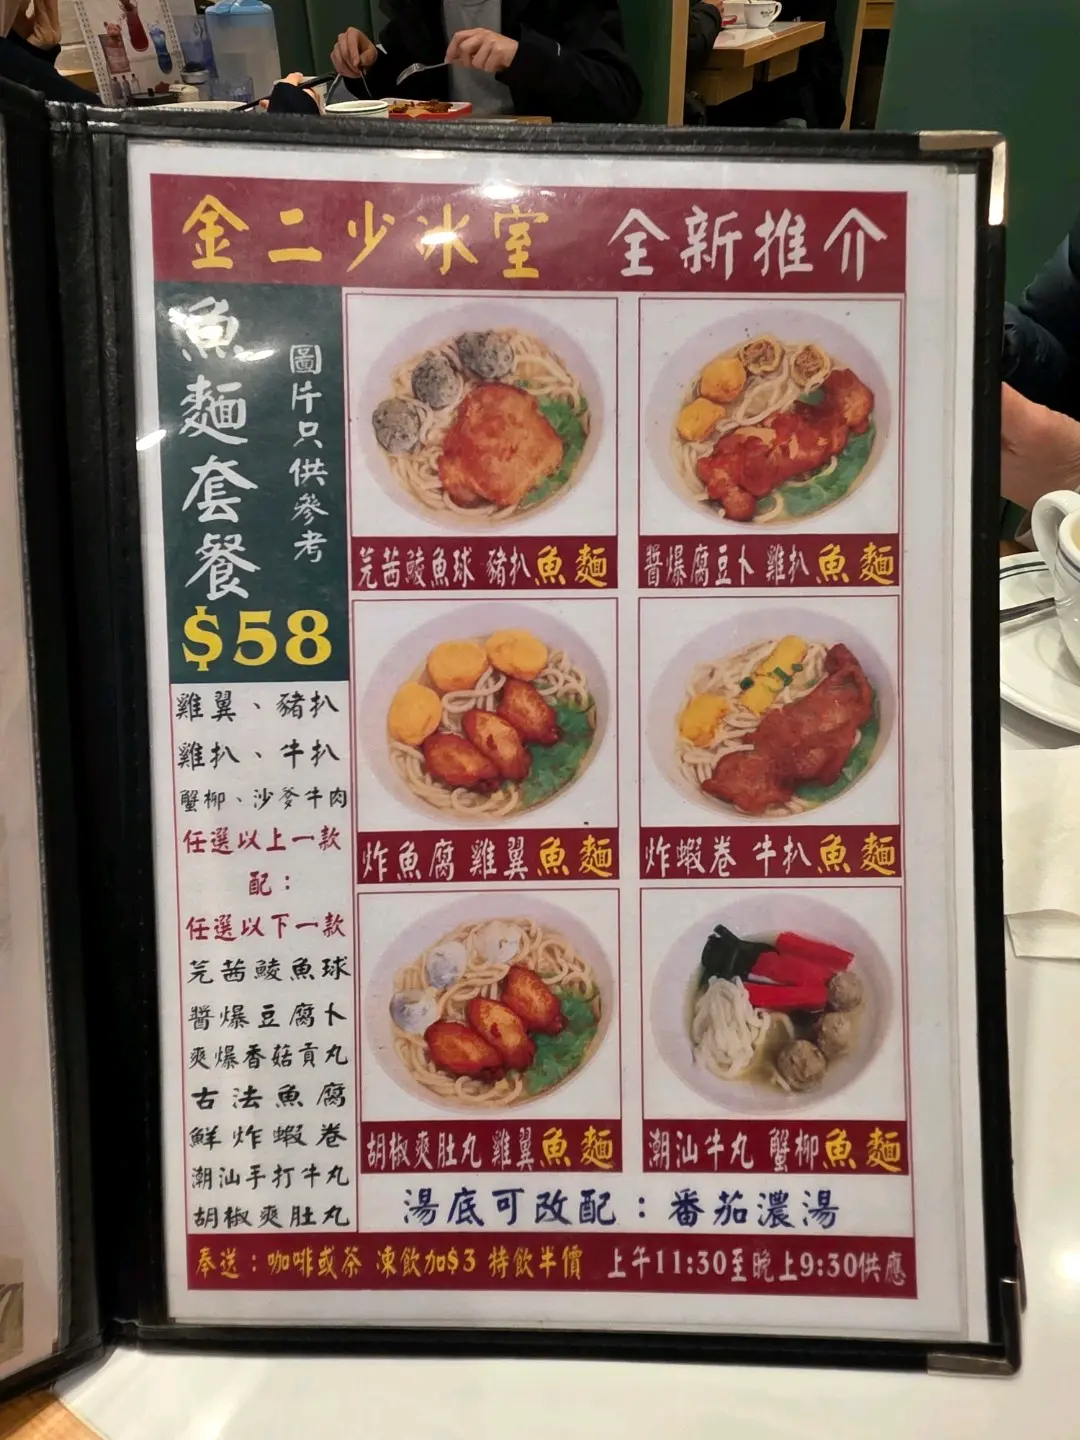 金二少冰室 全新推介
魚麵套餐
圖片只供參考
$58
雞翼、豬扒
雞扒、牛扒
蟹柳、沙爹牛肉
任選以上一款
配：
任選以下一款
芫茜鯪魚球
醬爆豆腐卜
爽爆香菇貢丸
古法魚腐
鮮炸蝦卷
潮汕手打牛丸
胡椒爽肚丸
芫茜鯪魚球 豬扒魚麵
醬爆腐豆卜 雞扒魚麵
炸魚腐 雞翼魚麵
炸蝦卷 牛扒魚麵
胡椒爽肚丸 雞翼魚麵
潮汕牛丸 蟹柳魚麵
湯底可改配：番茄濃湯
奉送：咖啡或茶 凍飲加$3 特飲半價 上午11:30至晚上9:30供應